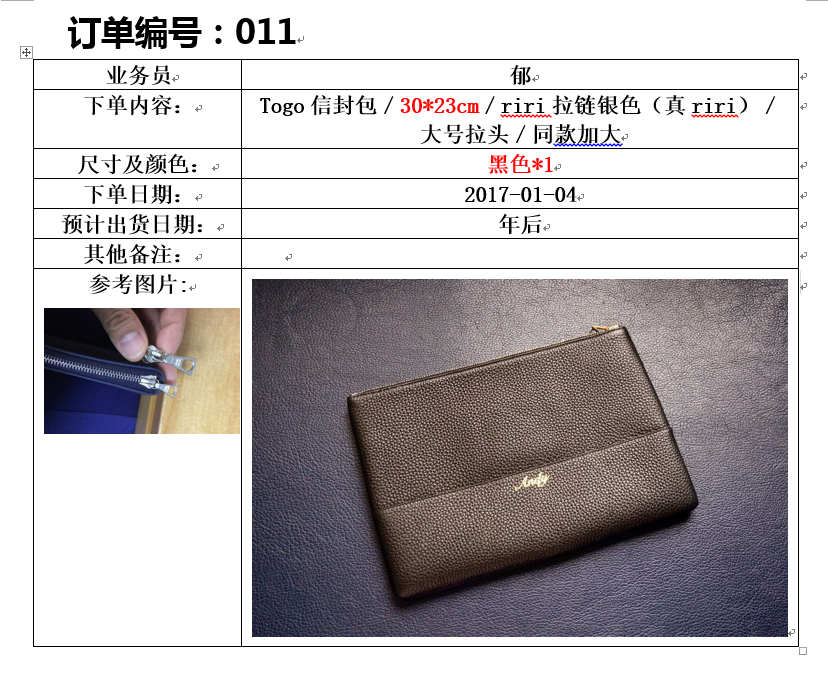 订单编号：011
业务员 郁
下单内容： Togo 信封包 / 30*23cm / riri 拉链银色（真 riri） /
大号拉头 / 同款加大
尺寸及颜色： 黑色*1
下单日期： 2017-01-04
预计出货日期： 年后
其他备注：
参考图片:
Andy